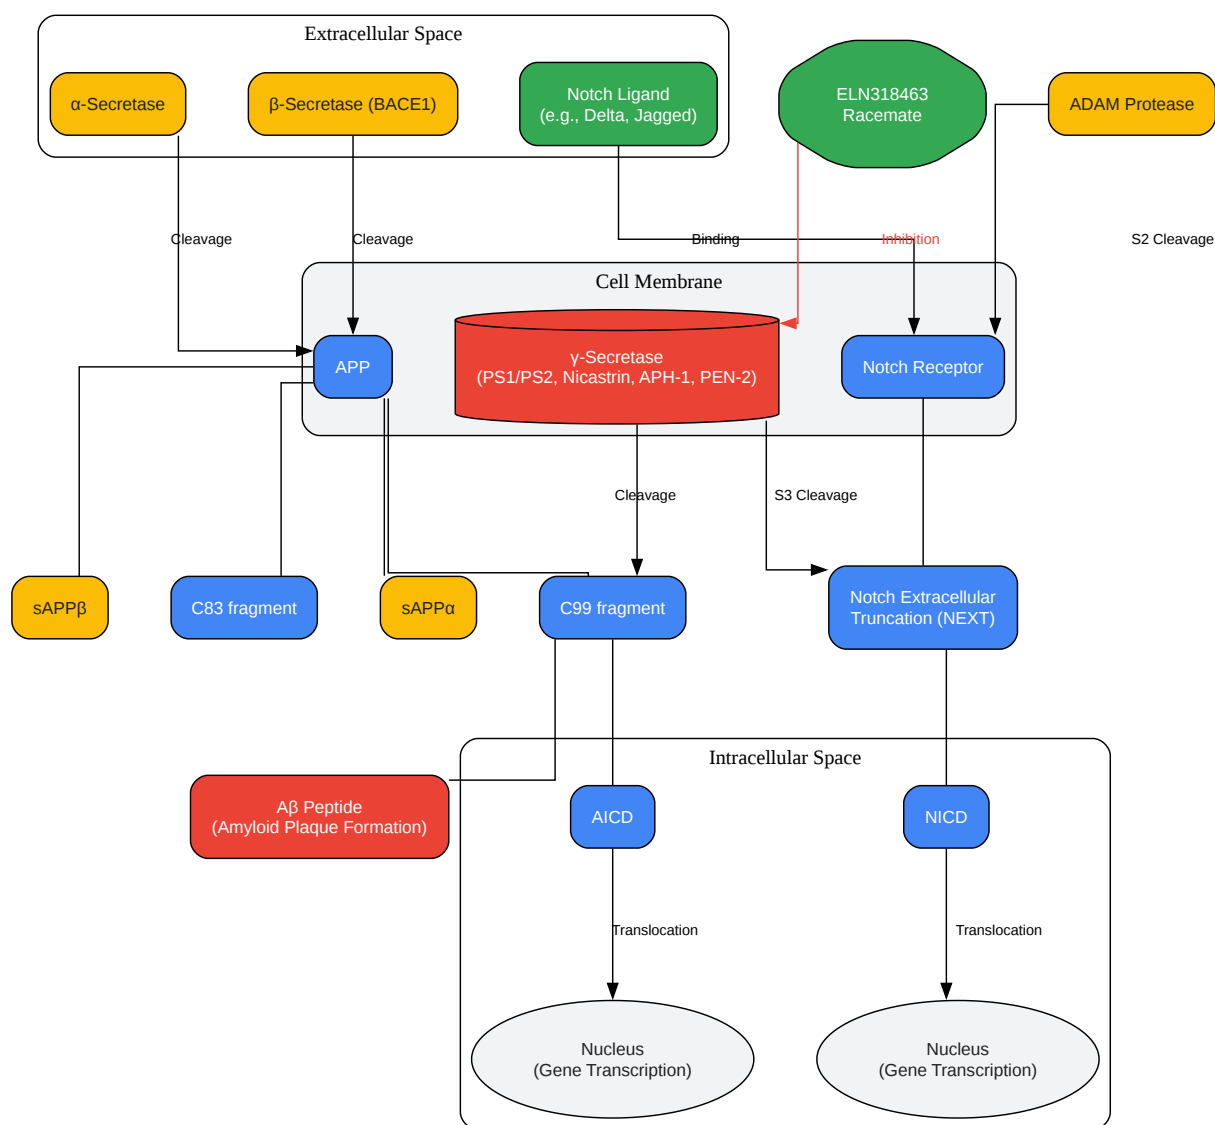 Extracellular Space
α-Secretase
β-Secretase (BACE1)
Notch Ligand
(e.g., Delta, Jagged)
ELN318463
Racemate
ADAM Protease
Cleavage
Cleavage
Binding
Inhibition
S2 Cleavage
Cell Membrane
APP
γ-Secretase
(PS1/PS2, Nicastrin, APH-1, PEN-2)
Notch Receptor
Cleavage
S3 Cleavage
sAPPβ
C83 fragment
sAPPα
C99 fragment
Notch Extracellular
Truncation (NEXT)
Intracellular Space
Aβ Peptide
(Amyloid Plaque Formation)
AICD
NICD
Translocation
Translocation
Nucleus
(Gene Transcription)
Nucleus
(Gene Transcription)